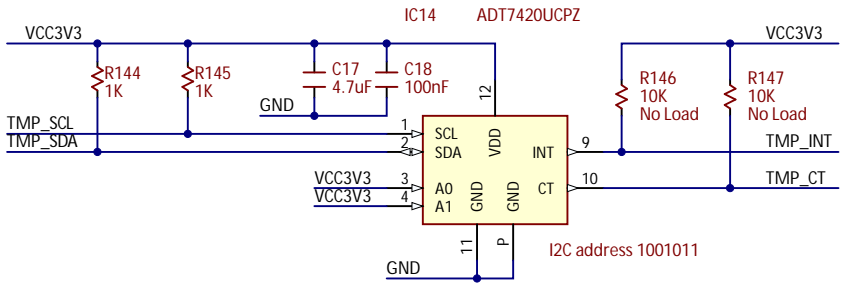 IC14 ADT7420UCPZ
VCC3V3 VCC3V3
R144
1K
R145
1K
C17
4.7uF
C18
100nF
R146
10K
No Load
R147
10K
No Load
GND
12
TMP_SCL 1 SCL
TMP_SDA 2 SDA
VDD
INT 9 TMP_INT
VCC3V3 3 A0
VCC3V3 4 A1
GND
GND
CT 10 TMP_CT
11
P
I2C address 1001011
GND